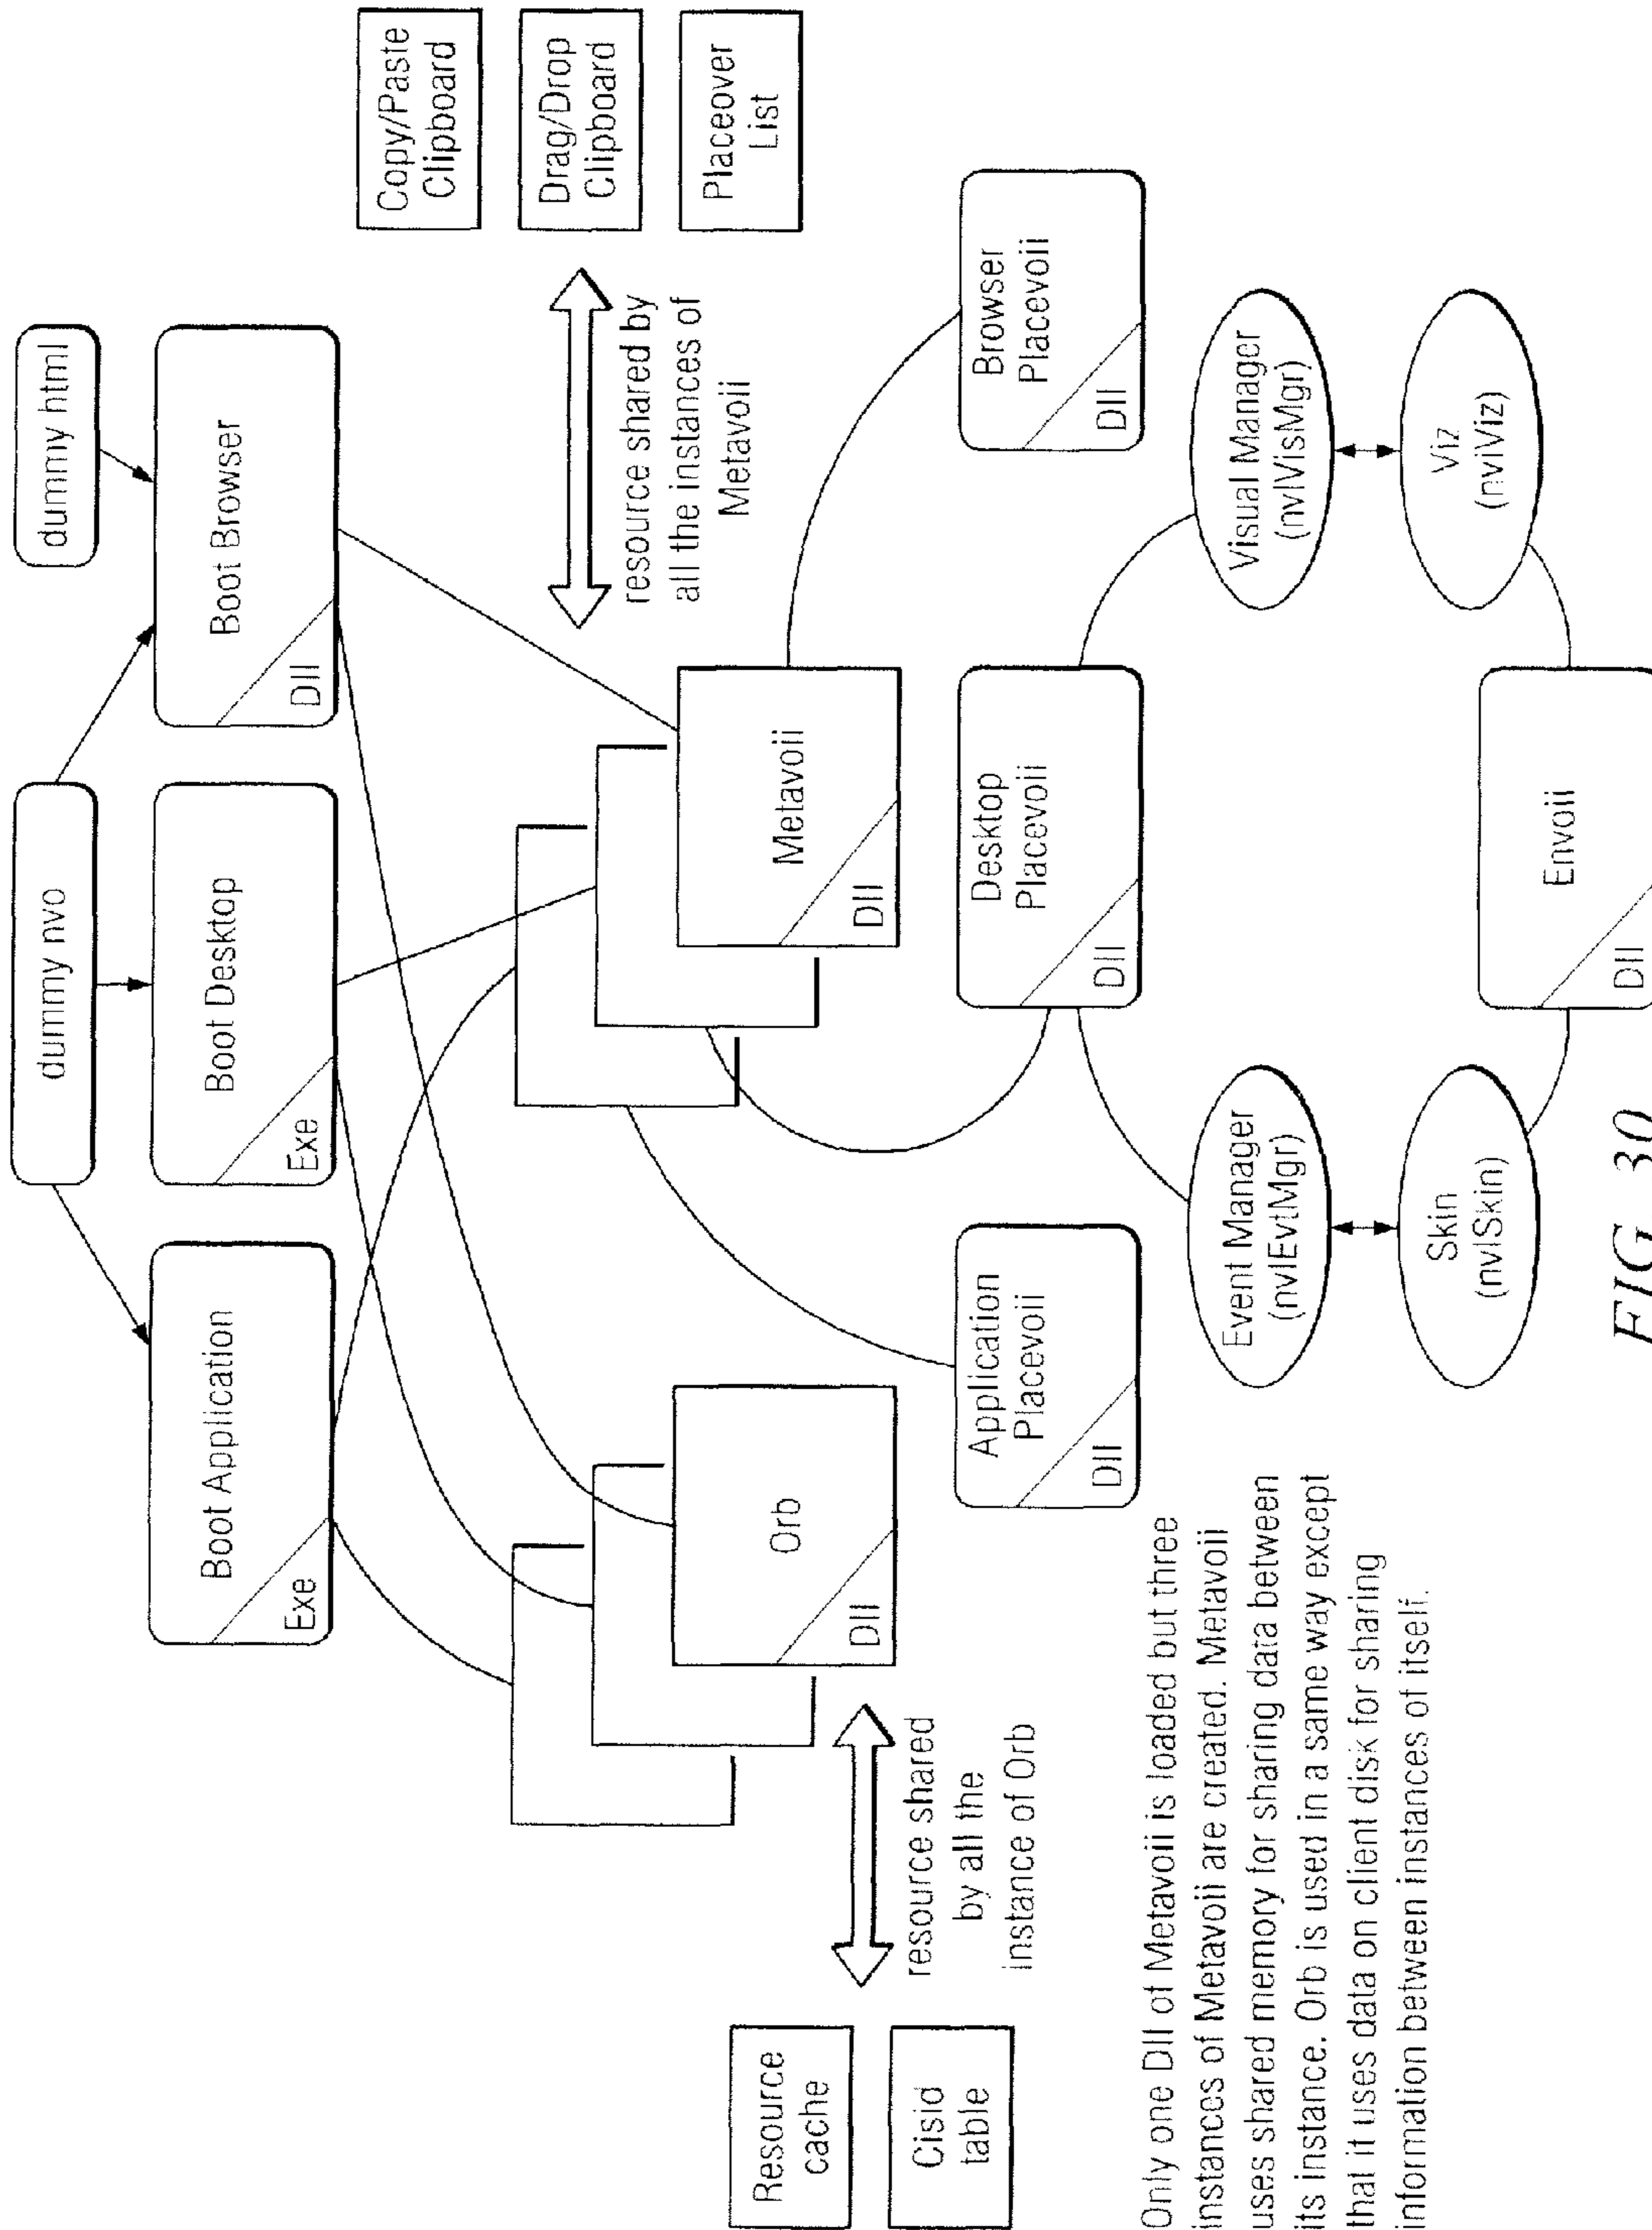 dummy nvo
dummy html
Boot Application
Exe
Boot Desktop
Exe
Boot Browser
Dll
Copy/Paste
Clipboard
Drag/Drop
Clipboard
Placeover
List
resource shared by
all the instances of
Metavoii
Metavoii
Dll
Orb
Dll
resource shared
by all the
instance of Orb
Resource
cache
Cisid
table
Application
Placevoii
Dll
Desktop
Placevoii
Dll
Browser
Placevoii
Dll
Event Manager
(nvIEvtMgr)
Visual Manager
(nvIVisMgr)
Skin
(nvISkin)
Viz
(nviViz)
Envoii
Dll
Only one Dll of Metavoii is loaded but three
instances of Metavoii are created. Metavoii
uses shared memory for sharing data between
its instance. Orb is used in a same way except
that it uses data on client disk for sharing
information between instances of itself.
FIG. 30